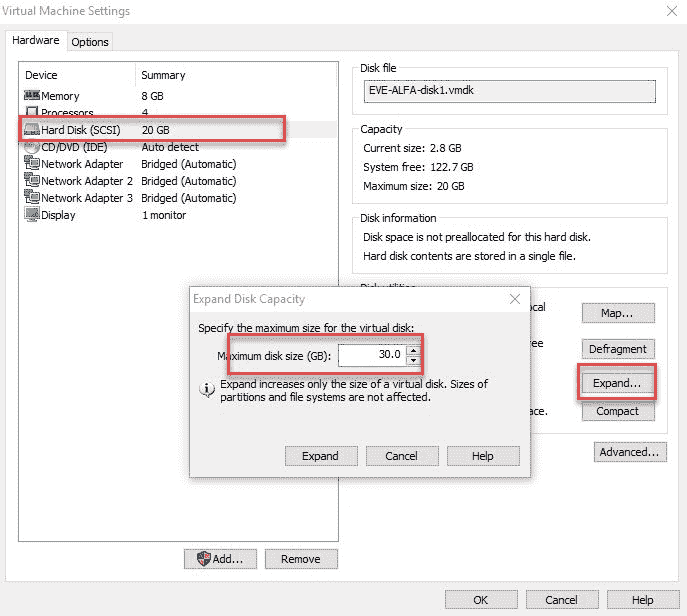 Virtual Machine Settings
Hardware Options
Device Summary
Memory 8 GB
Processors 4
Hard Disk (SCSI) 20 GB
CD/DVD (IDE) Auto detect
Network Adapter Bridged (Automatic)
Network Adapter 2 Bridged (Automatic)
Network Adapter 3 Bridged (Automatic)
Display 1 monitor
Add... Remove
Disk file
EVE-ALFA-disk1.vmdk
Capacity
Current size: 2.8 GB
System free: 122.7 GB
Maximum size: 20 GB
Disk information
Disk space is not preallocated for this hard disk.
Hard disk contents are stored in a single file.
Disk utilities
Map...
Defragment
Expand...
Compact
Advanced...
Expand Disk Capacity
Specify the maximum size for the virtual disk:
Maximum disk size (GB): 30.0
Expand increases only the size of a virtual disk. Sizes of
partitions and file systems are not affected.
Expand Cancel Help
OK Cancel Help